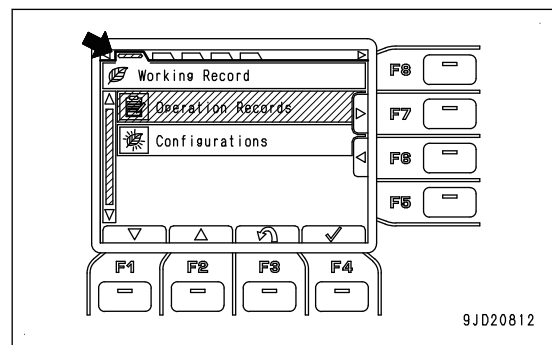 F8
Working Record
Operation Records
F7
Configurations
F6
F5
F1 F2 F3 F4
9JD20812